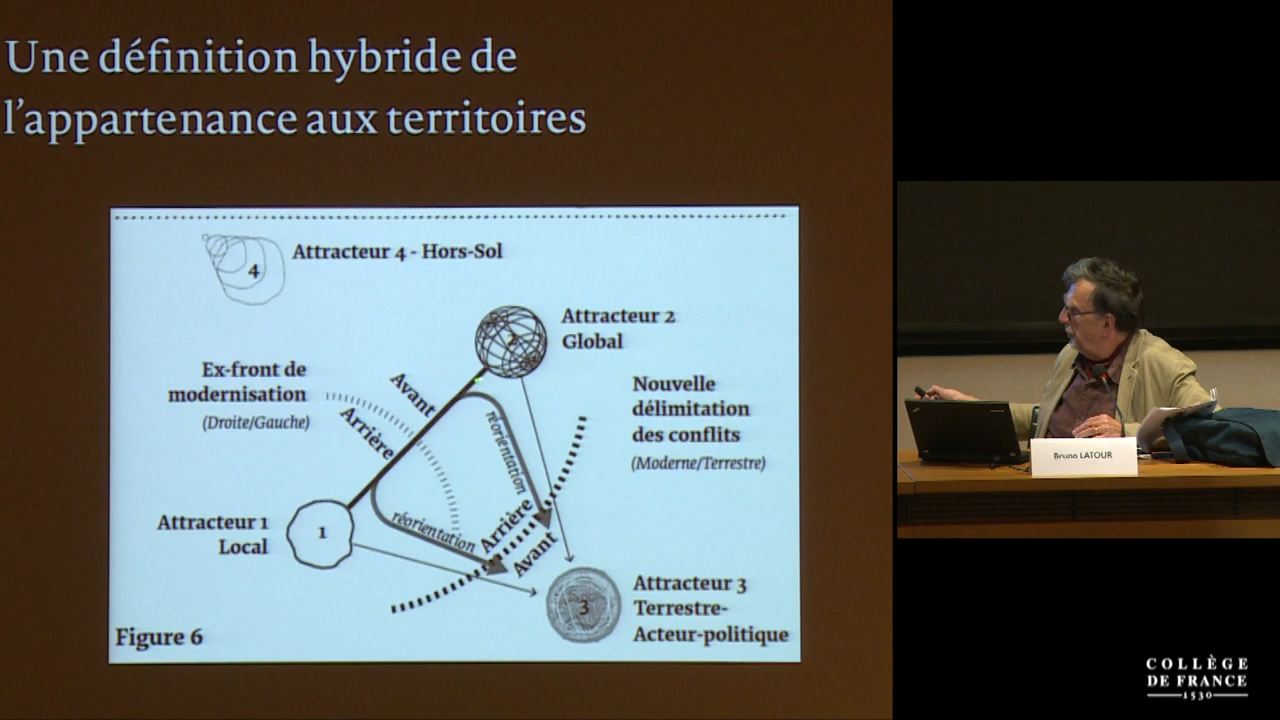 Une définition hybride de
l'appartenance aux territoires
Attracteur 4 - Hors-Sol
4
Attracteur 2
Global
2
Ex-front de
modernisation
(Droite/Gauche)
Avant
Arrière
Nouvelle
délimitation
des conflits
(Moderne/Terrestre)
réorientation
Attracteur 1
Local
1
réorientation
Arrière
Avant
Attracteur 3
Terrestre-
Acteur-politique
3
Figure 6
Bruno LATOUR
COLLÈGE
DE FRANCE
1530